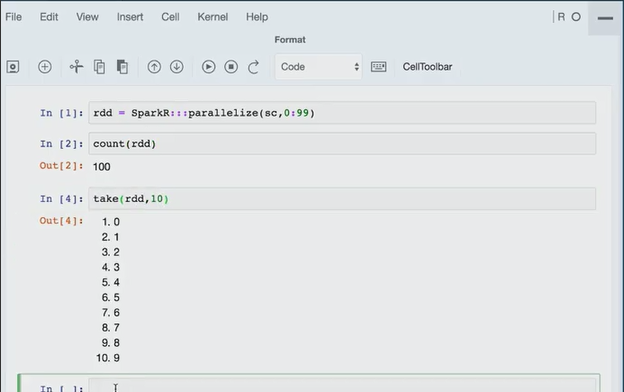 File Edit View Insert Cell Kernel Help R
Format
Code CellToolbar
In [1]: rdd = SparkR:::parallelize(sc,0:99)
In [2]: count(rdd)
Out[2]: 100
In [4]: take(rdd,10)
Out[4]:
1. 0
2. 1
3. 2
4. 3
5. 4
6. 5
7. 6
8. 7
9. 8
10. 9
In [ ]: